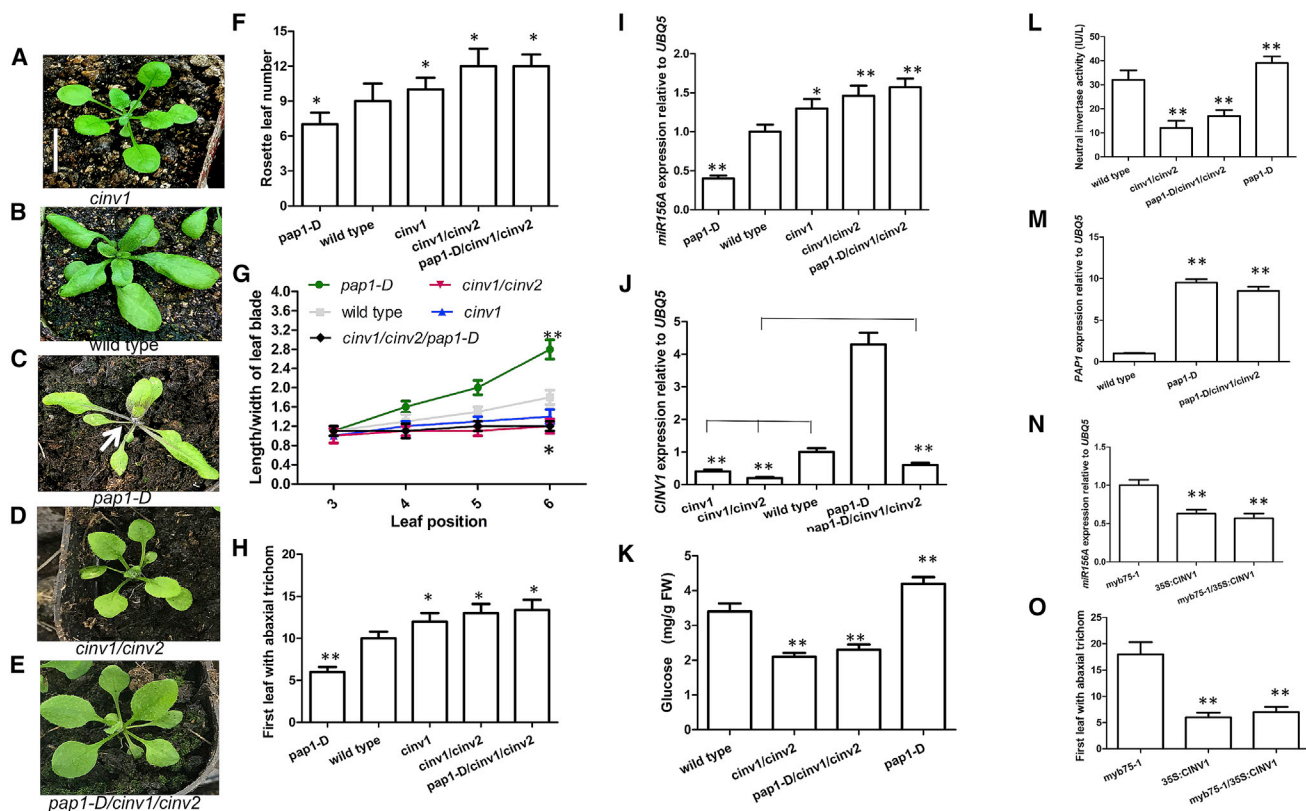 A
cinv1
B
wild type
C
pap1-D
D
cinv1/cinv2
E
pap1-D/cinv1/cinv2
F
Rosette leaf number
15
12
9
6
3
0
*
*
*
*
pap1-D
wild type
cinv1
cinv1/cinv2
pap1-D/cinv1/cinv2
G
pap1-D
cinv1/cinv2
wild type
cinv1
cinv1/cinv2/pap1-D
Length/width of leaf blade
4.0
3.6
3.2
2.8
2.4
2.0
1.6
1.2
0.8
0.4
**
*
3 4 5 6
Leaf position
H
First leaf with abaxial trichom
20
15
10
5
0
**
*
*
*
pap1-D
wild type
cinv1
cinv1/cinv2
pap1-D/cinv1/cinv2
I
miR156A expression relative to UBQ5
2.0
1.5
1.0
0.5
0.0
**
*
**
**
pap1-D
wild type
cinv1
cinv1/cinv2
pap1-D/cinv1/cinv2
J
CINV1 expression relative to UBQ5
5
4
3
2
1
0
**
**
**
cinv1
cinv1/cinv2
wild type
pap1-D
pap1-D/cinv1/cinv2
K
Glucose (mg/g FW)
5
4
3
2
1
0
**
**
**
wild type
cinv1/cinv2
pap1-D/cinv1/cinv2
pap1-D
L
Neutral invertase activity (IU/L)
50
40
30
20
10
0
**
**
**
wild type
cinv1/cinv2
pap1-D/cinv1/cinv2
pap1-D
M
PAP1 expression relative to UBQ5
15
10
5
0
**
**
wild type
pap1-D
pap1-D/cinv1/cinv2
N
miR156A expression relative to UBQ5
1.5
1.0
0.5
0.0
**
**
myb75-1
35S:CINV1
myb75-1/35S:CINV1
O
First leaf with abaxial trichom
25
20
15
10
5
0
**
**
myb75-1
35S:CINV1
myb75-1/35S:CINV1